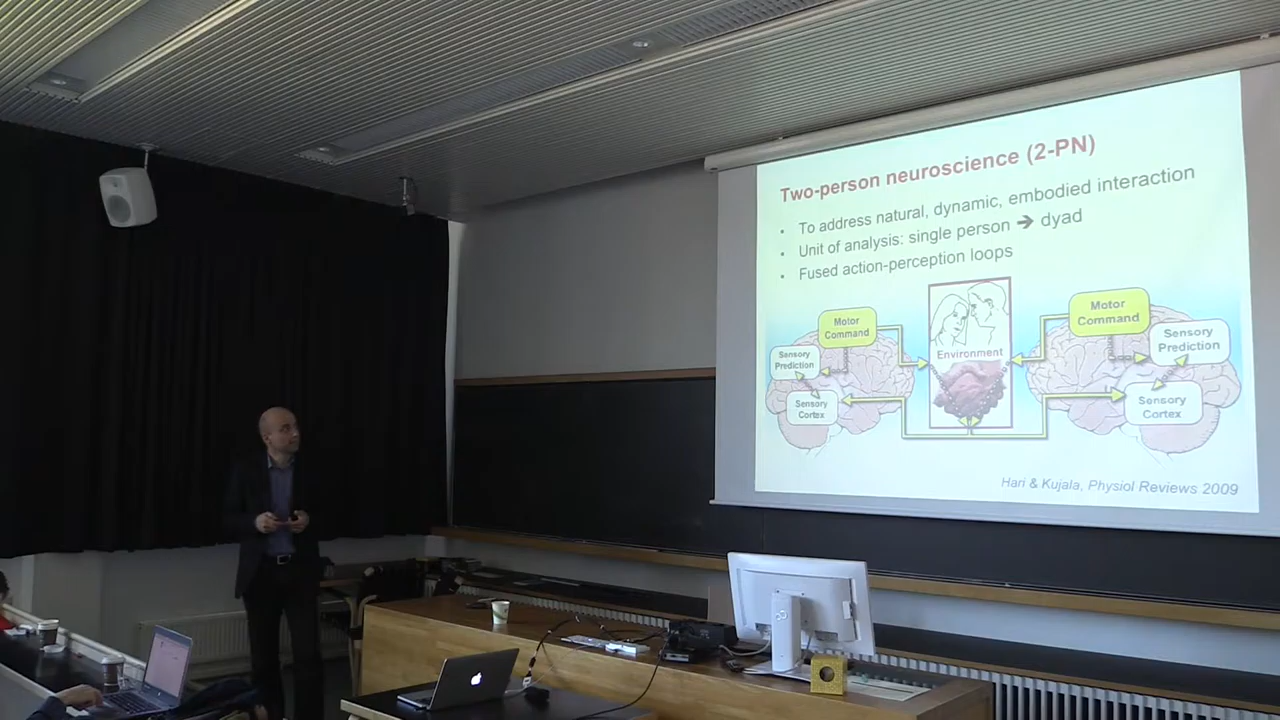 Two-person neuroscience (2-PN)
• To address natural, dynamic, embodied interaction
• Unit of analysis: single person ➔ dyad
• Fused action-perception loops
Motor
Command
Sensory
Prediction
Sensory
Cortex
Environment
Motor
Command
Sensory
Prediction
Sensory
Cortex
Hari & Kujala, Physiol Reviews 2009